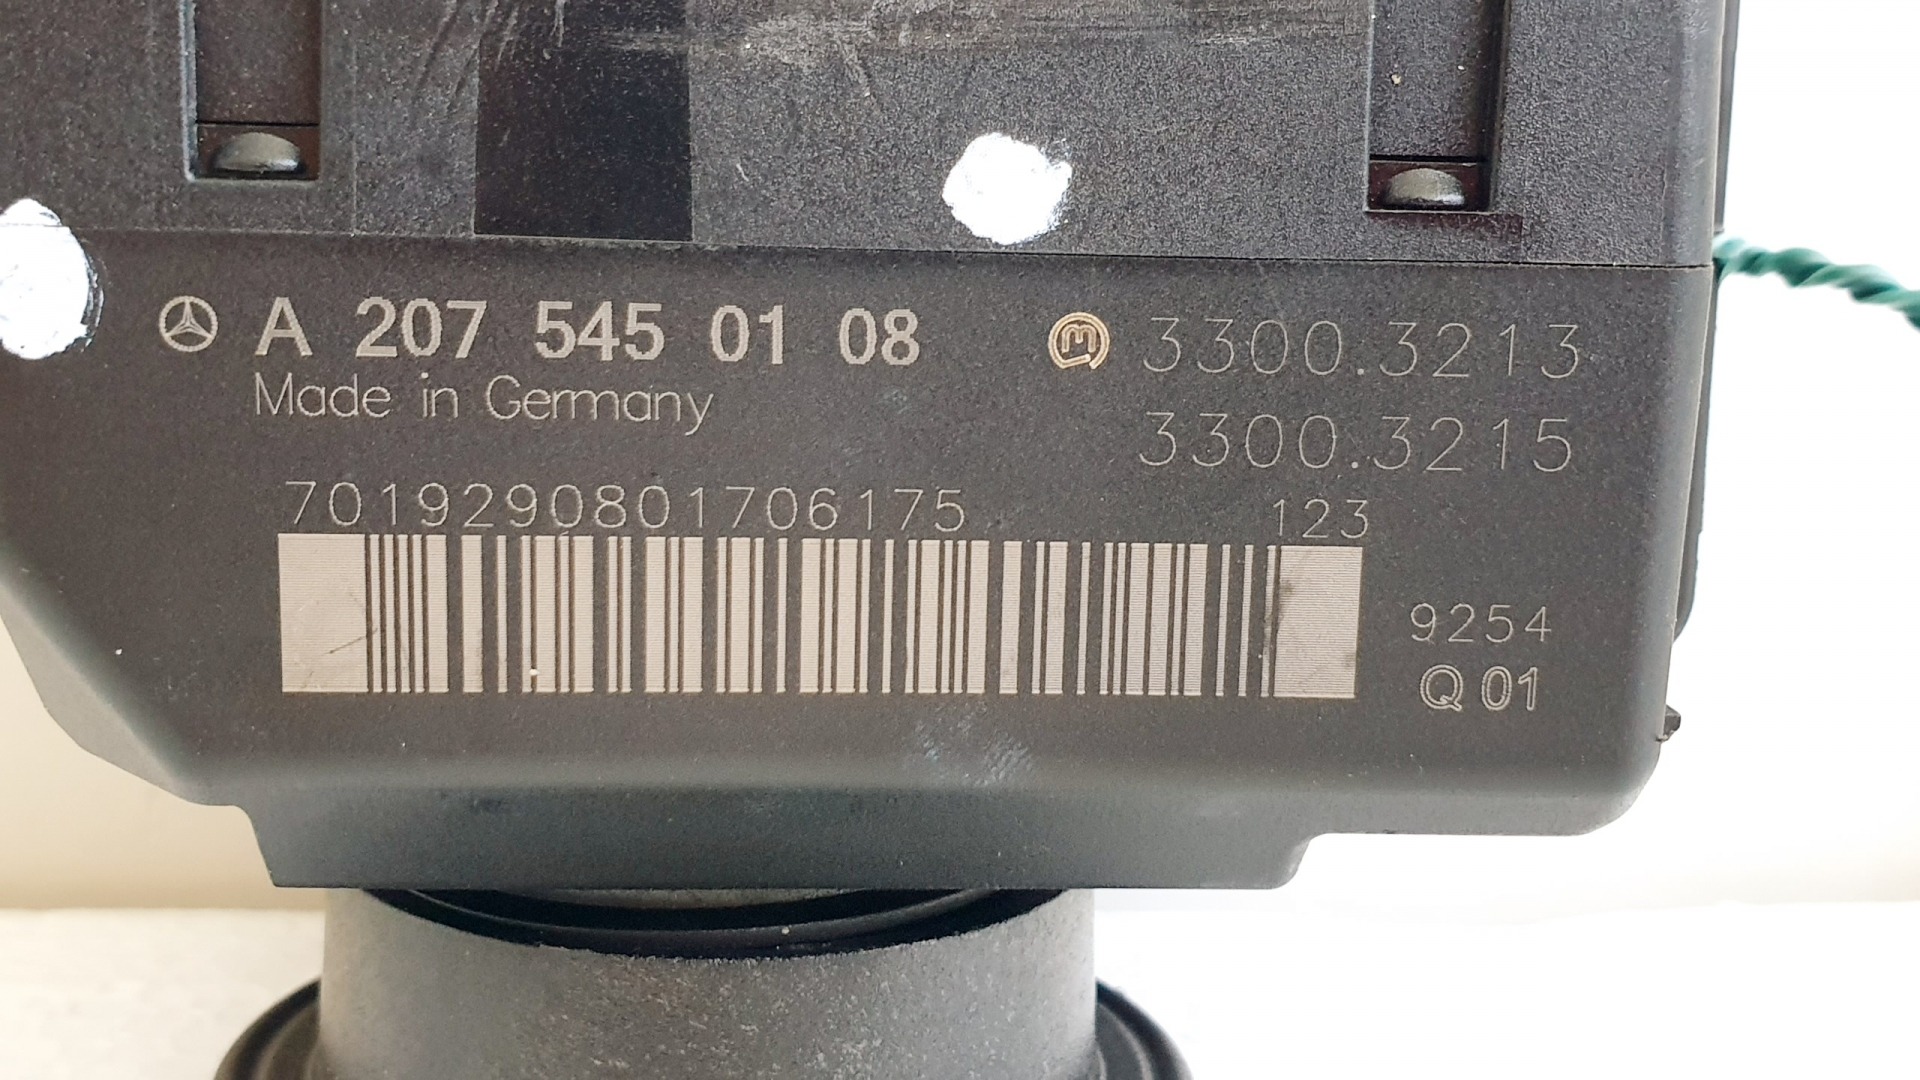 A 207 545 01 08
Made in Germany
3300.3213
3300.3215
7019290801706175
123
9254
Q 01